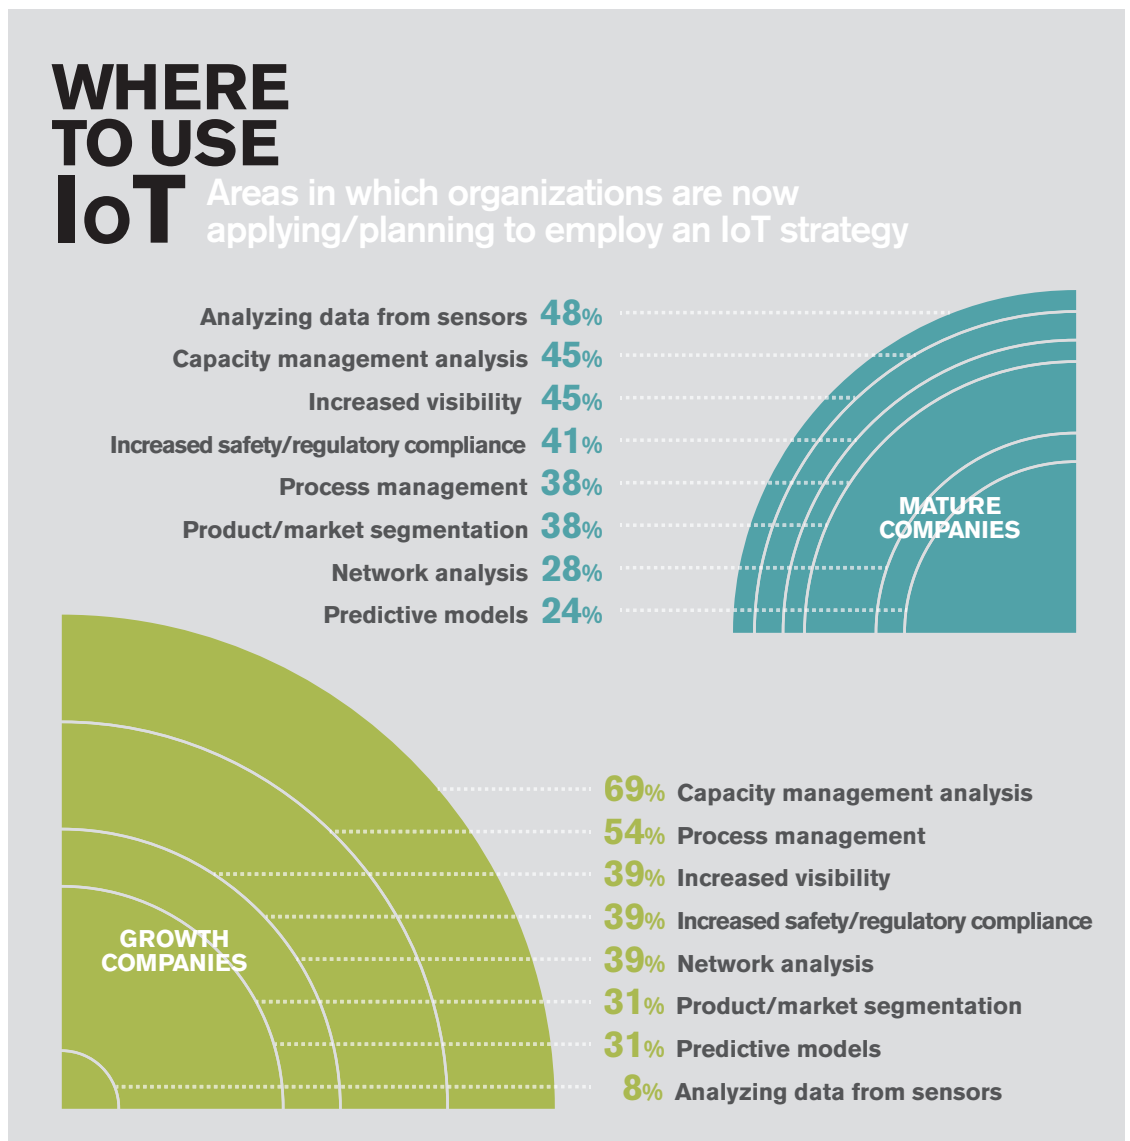 WHERE
TO USE
IoT
Areas in which organizations are now
applying/planning to employ an IoT strategy
Analyzing data from sensors 48%
Capacity management analysis 45%
Increased visibility 45%
Increased safety/regulatory compliance 41%
Process management 38%
Product/market segmentation 38%
Network analysis 28%
Predictive models 24%
MATURE
COMPANIES
GROWTH
COMPANIES
69% Capacity management analysis
54% Process management
39% Increased visibility
39% Increased safety/regulatory compliance
39% Network analysis
31% Product/market segmentation
31% Predictive models
8% Analyzing data from sensors